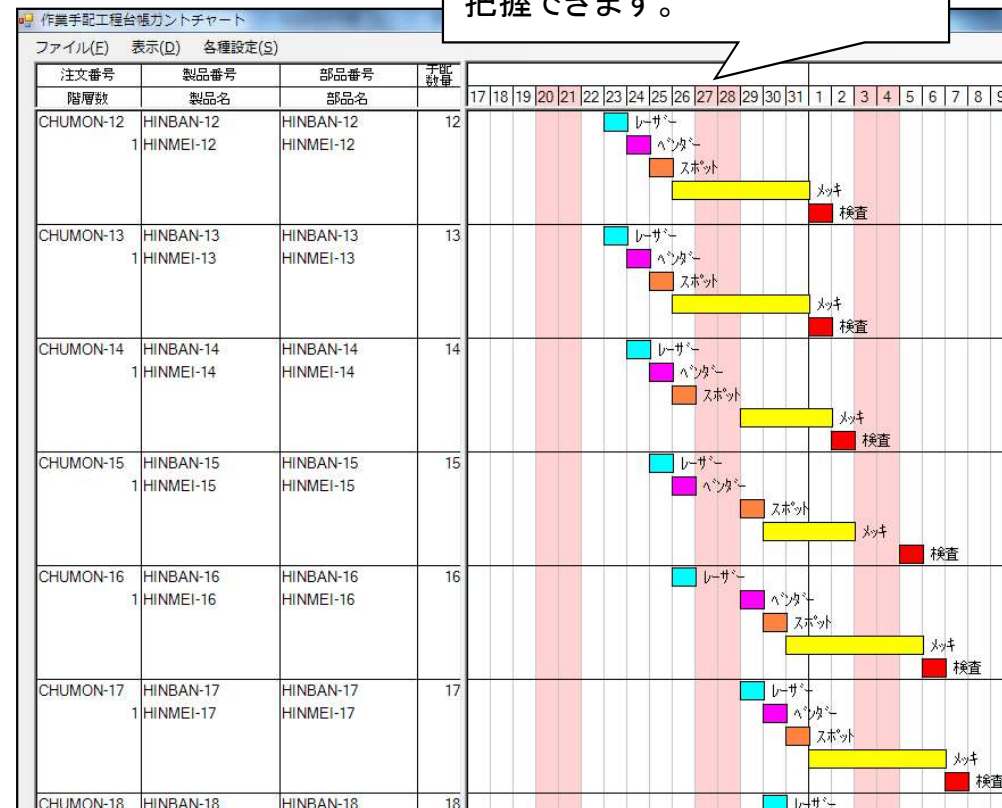 把握できます。
作業手配工程台帳ガントチャート
ファイル(F) 表示(D) 各種設定(S)
注文番号 製品番号 部品番号 手配数量
階層数 製品名 部品名
17 18 19 20 21 22 23 24 25 26 27 28 29 30 31 1 2 3 4 5 6 7 8 9
CHUMON-12 HINBAN-12 HINBAN-12 12 レーザー
1 HINMEI-12 HINMEI-12 ベンダー
スポット
メッキ
検査
CHUMON-13 HINBAN-13 HINBAN-13 13 レーザー
1 HINMEI-13 HINMEI-13 ベンダー
スポット
メッキ
検査
CHUMON-14 HINBAN-14 HINBAN-14 14 レーザー
1 HINMEI-14 HINMEI-14 ベンダー
スポット
メッキ
検査
CHUMON-15 HINBAN-15 HINBAN-15 15 レーザー
1 HINMEI-15 HINMEI-15 ベンダー
スポット
メッキ
検査
CHUMON-16 HINBAN-16 HINBAN-16 16 レーザー
1 HINMEI-16 HINMEI-16 ベンダー
スポット
メッキ
検査
CHUMON-17 HINBAN-17 HINBAN-17 17 レーザー
1 HINMEI-17 HINMEI-17 ベンダー
スポット
メッキ
検査
CHUMON-18 HINBAN-18 HINBAN-18 18 レーザー